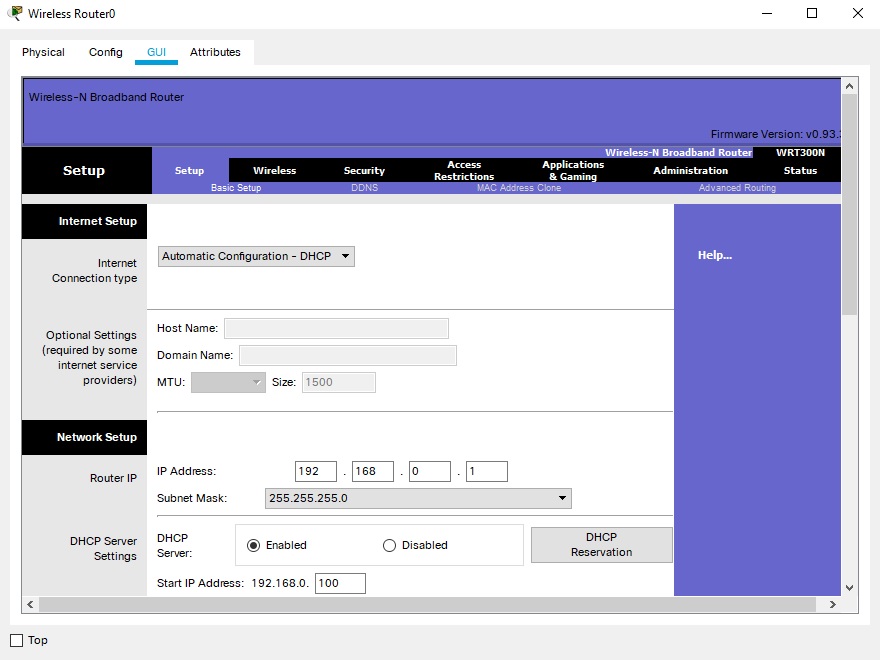 Wireless Router0
Physical Config GUI Attributes
Wireless-N Broadband Router
Firmware Version: v0.93.
Wireless-N Broadband Router WRT300N
Setup
Setup Wireless Security Access Restrictions Applications & Gaming Administration Status
Basic Setup DDNS MAC Address Clone Advanced Routing
Internet Setup
Internet Connection type
Automatic Configuration - DHCP
Help...
Optional Settings (required by some internet service providers)
Host Name:
Domain Name:
MTU: Size: 1500
Network Setup
Router IP
IP Address: 192 . 168 . 0 . 1
Subnet Mask: 255.255.255.0
DHCP Server Settings
DHCP Server: Enabled Disabled DHCP Reservation
Start IP Address: 192.168.0. 100
Top